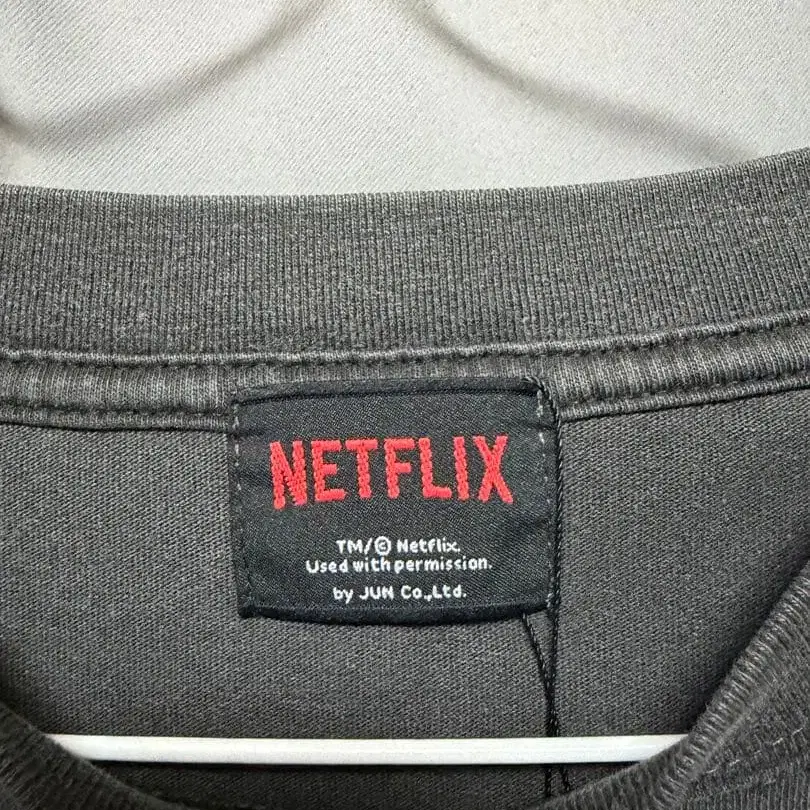 NETFLIX
TM/© Netflix.
Used with permission.
by JUN Co.,Ltd.